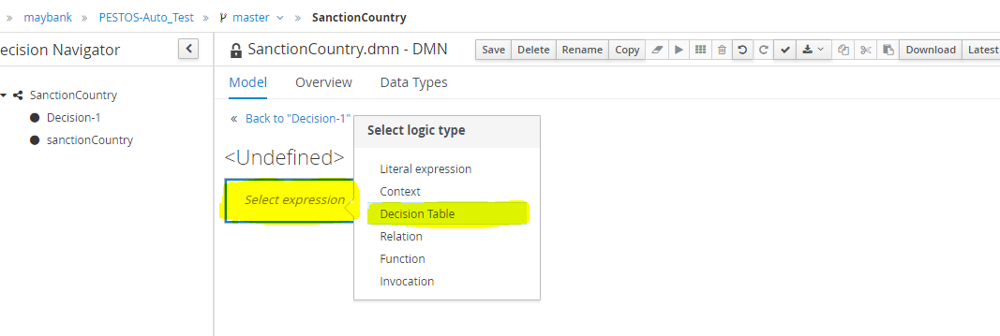 » maybank » PESTOS-Auto_Test » master » SanctionCountry
ecision Navigator
SanctionCountry.dmn - DMN
Save Delete Rename Copy Download Latest
Model Overview Data Types
SanctionCountry
Decision-1
sanctionCountry
« Back to "Decision-1"
<Undefined>
Select expression
Select logic type
Literal expression
Context
Decision Table
Relation
Function
Invocation